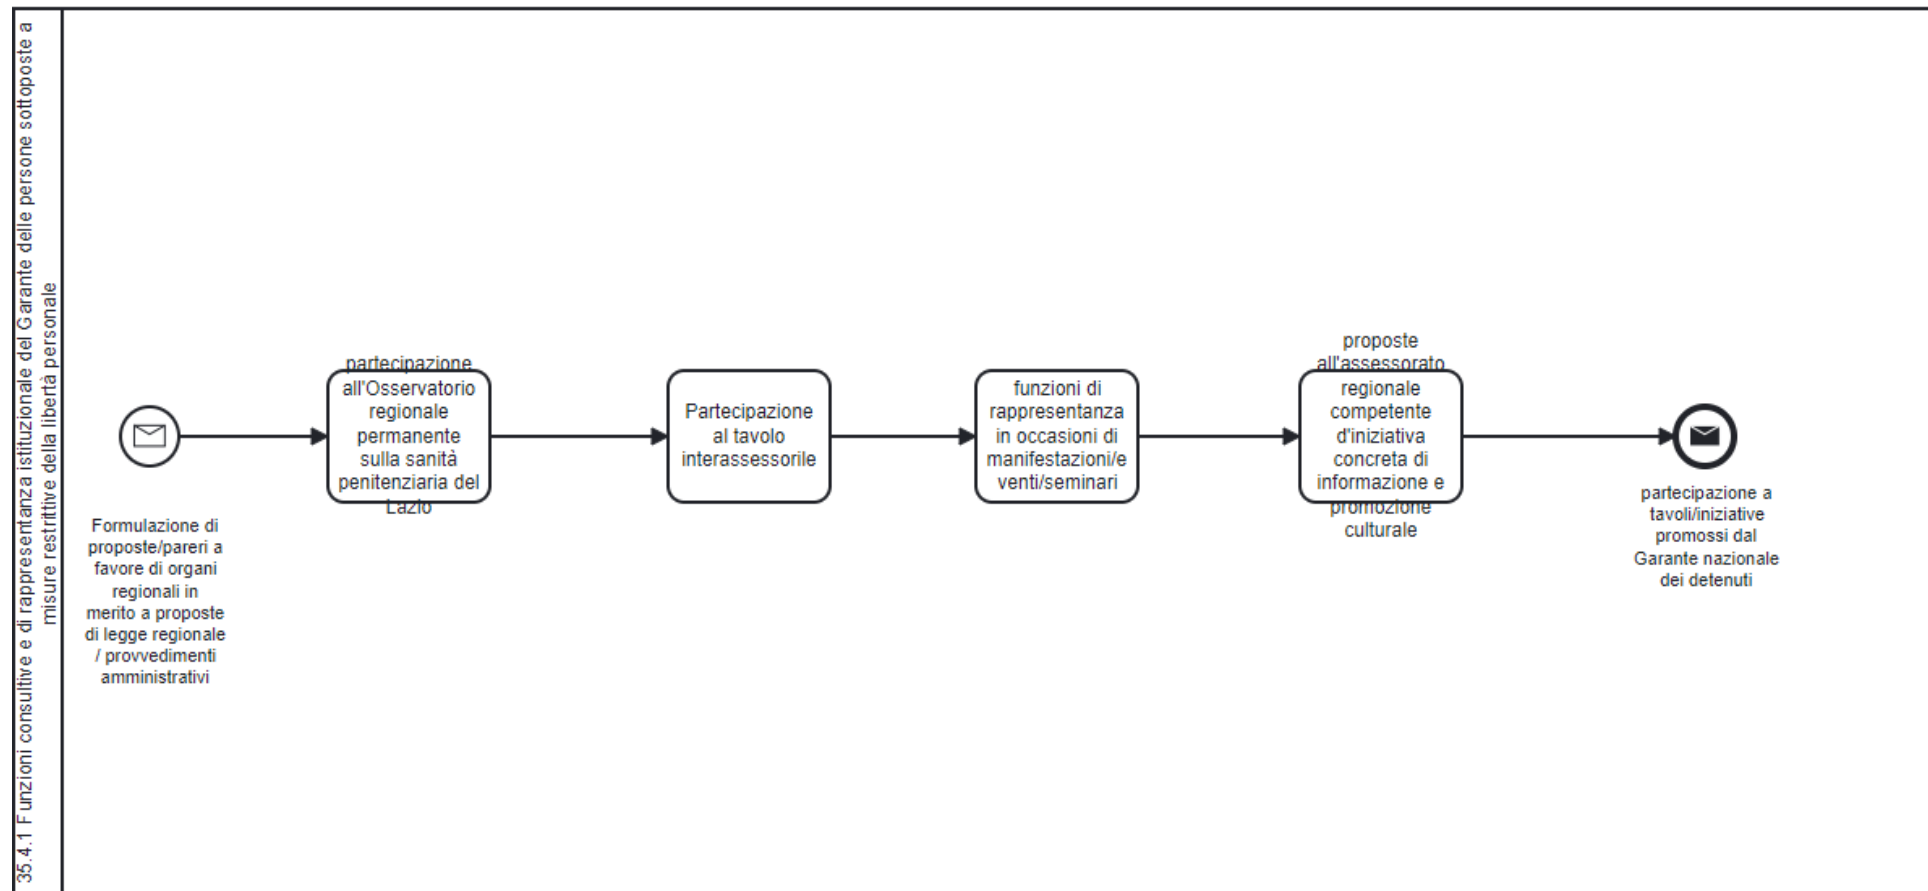 35.4.1 Funzioni consultive e di rappresentanza istituzionale del Garante delle persone sottoposte a
misure restrittive della libertà personale
Formulazione di
proposte/pareri a
favore di organi
regionali in
merito a proposte
di legge regionale
/ provvedimenti
amministrativi
partecipazione
all'Osservatorio
regionale
permanente
sulla sanità
penitenziaria del
Lazio
Partecipazione
al tavolo
interassessorile
funzioni di
rappresentanza
in occasioni di
manifestazioni/e
venti/seminari
proposte
all'assessorato
regionale
competente
d'iniziativa
concreta di
informazione e
promozione
culturale
partecipazione a
tavoli/iniziative
promossi dal
Garante nazionale
dei detenuti